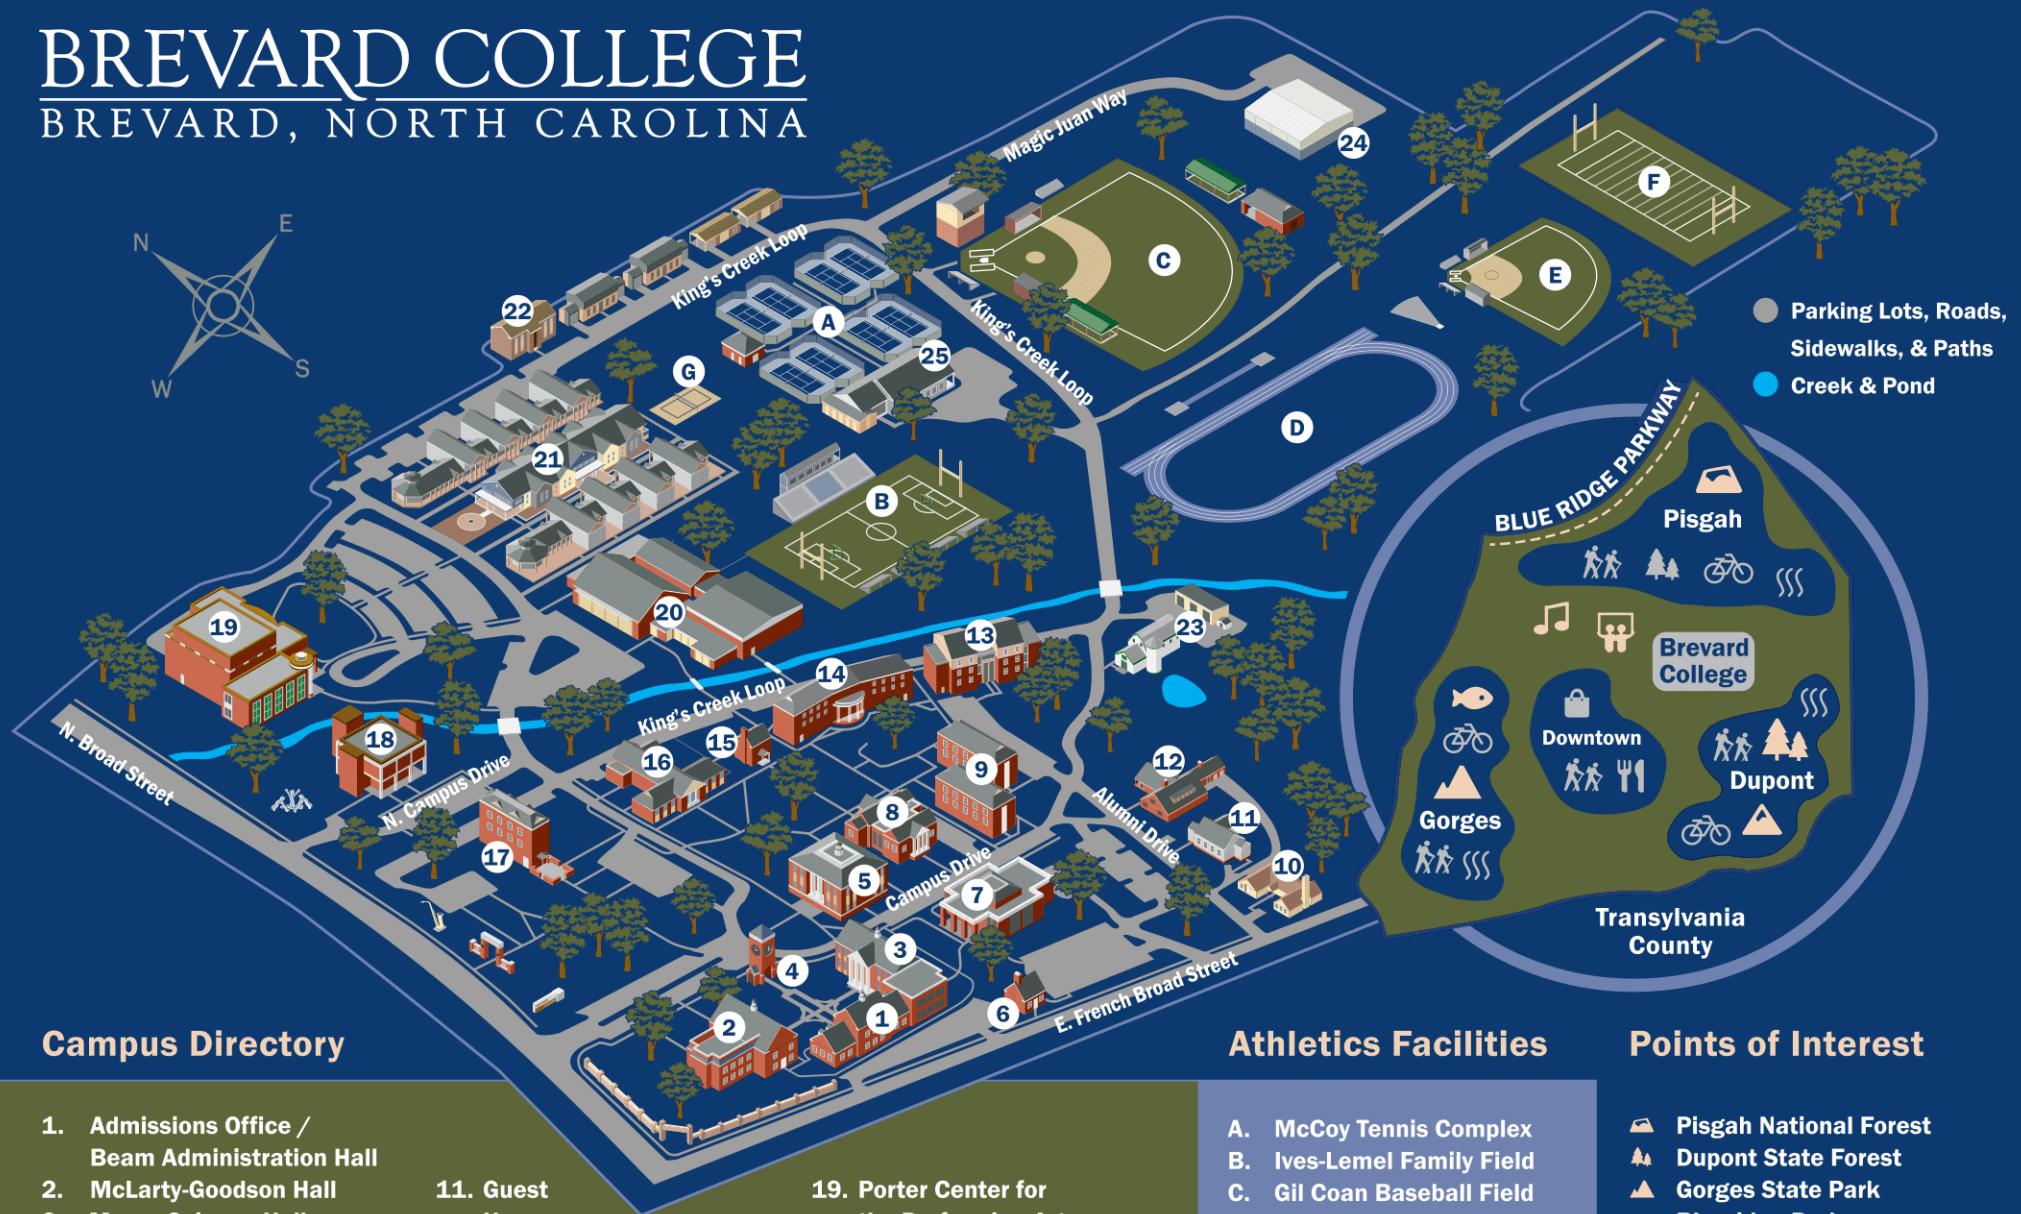 BREVARD COLLEGE
BREVARD, NORTH CAROLINA
N
E
W
S
Magic Juan Way
24
F
King's Creek Loop
C
E
22
A
King's Creek Loop
25
G
D
Parking Lots, Roads,
Sidewalks, & Paths
Creek & Pond
21
B
BLUE RIDGE PARKWAY
Pisgah
19
20
13
23
14
King's Creek Loop
Brevard
College
N. Broad Street
18
15
16
9
12
Downtown
Dupont
Gorges
N. Campus Drive
Alumni Drive
8
11
17
5
Campus Drive
7
10
3
4
Transylvania
County
E. French Broad Street
6
2
1
Campus Directory
1. Admissions Office /
Beam Administration Hall
2. McLarty-Goodson Hall
11. Guest
19. Porter Center for
Athletics Facilities
A. McCoy Tennis Complex
B. Ives-Lemel Family Field
C. Gil Coan Baseball Field
Points of Interest
Pisgah National Forest
Dupont State Forest
Gorges State Park